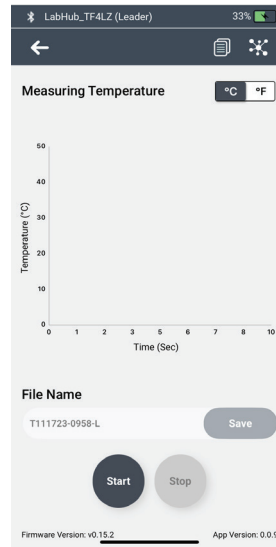 LabHub_TF4LZ (Leader) 33%
Measuring Temperature °C °F
50
40
30
20
10
0
Temperature (°C)
0 1 2 3 5 6 7 8 10
Time (Sec)
File Name
T111723-0958-L Save
Start Stop
Firmware Version: v0.15.2 App Version: 0.0.9